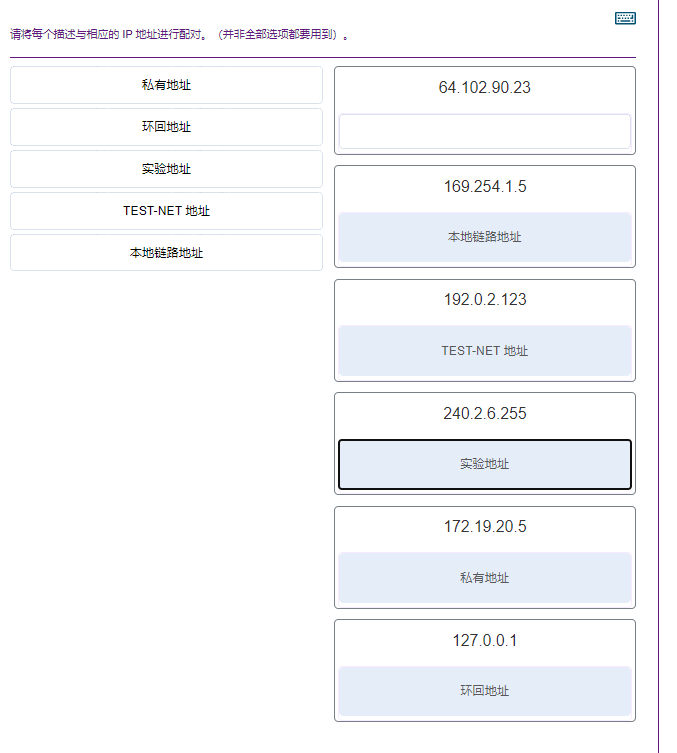 请将每个描述与相应的 IP 地址进行配对。（并非全部选项都要用到）。
私有地址
环回地址
实验地址
TEST-NET 地址
本地链路地址
64.102.90.23
169.254.1.5
本地链路地址
192.0.2.123
TEST-NET 地址
240.2.6.255
实验地址
172.19.20.5
私有地址
127.0.0.1
环回地址